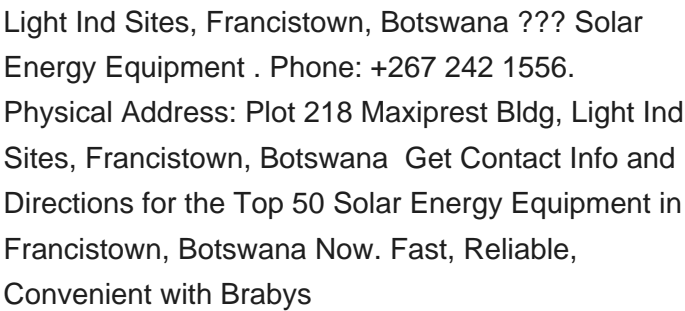 Light Ind Sites, Francistown, Botswana ??? Solar
Energy Equipment . Phone: +267 242 1556.
Physical Address: Plot 218 Maxiprest Bldg, Light Ind
Sites, Francistown, Botswana  Get Contact Info and
Directions for the Top 50 Solar Energy Equipment in
Francistown, Botswana Now. Fast, Reliable,
Convenient with Brabys